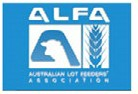 ALFA
AUSTRALIAN LOT FEEDERS'
ASSOCIATION